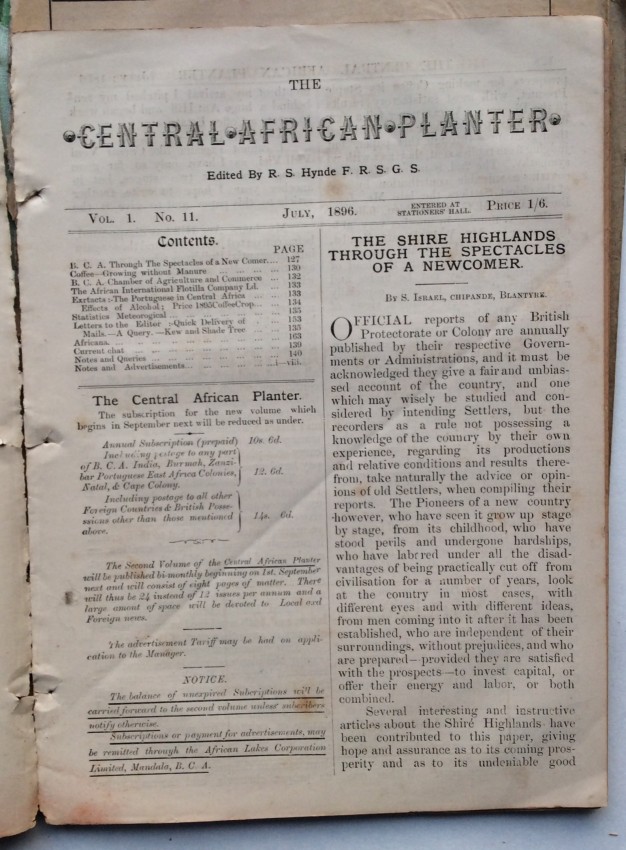 THE
CENTRAL·AFRICAN·PLANTER
Edited By R. S. Hynde F. R. S. G. S.
VOL. 1. NO. 11.
JULY, 1896.
ENTERED AT
STATIONERS' HALL.
PRICE 1/6.
Contents.
PAGE
B. C. A. Through The Spectacles of a New Comer.... 127
Coffee—Growing without Manure ... ... ... ... 130
B. C. A. Chamber of Agriculture and Commerce ... 132
The African International Flotilla Company Ld. ... 133
Exrtacts :-The Portuguese in Central Africa ... ... 133
Effects of Alcohol; Price 1895 Coffee Crop... ... 134
Statistics Meteorological ... ... ... ... ... 135
Letters to the Editor :-Quick Delivery of ... ... 153
Mails.—A Query.—Kew and Shade Tree ... ... 135
Africana. ... ... ... ... ... ... ... 163
Current chat ... ... ... ... ... ... ... 139
Notes and Queries ... ... ... ... ... ... 140
Notes and Advertisements ... ... ... ... i—viii.
The Central African Planter.
The subscription for the new volume which
begins in September next will be reduced as under.
Annual Subscription (prepaid) 10s. 6d.
Including postage to any part
of B. C. A. India, Burmah, Zanzi-
bar Portuguese East Africa Colonies,
Natal, & Cape Colony.
12. 6d.
Including postage to all other
Foreign Countries & British Posse-
ssions other than those mentioned
above.
14s. 6d.
The Second Volume of the Central African Planter
will be published bi-monthly beginning on 1st. September
next and will consist of eight pages of matter. There
will thus be 24 instead of 12 issues per annum and a
large amont of space will be devoted to Local and
Foreign news.
The advertisement Tariff may be had on appli-
cation to the Manager.
NOTICE.
The balance of unexpired Subcriptions will be
carried forward to the second volume unless subcribers
notify otherwise.
Subscriptions or payment for advertisements, may
be remitted through the African Lakes Corporation
Limited, Mandala, B. C. A.
THE SHIRE HIGHLANDS
THROUGH THE SPECTACLES
OF A NEWCOMER.
BY S. ISRAEL, CHIPANDE, BLANTYRE.
OFFICIAL reports of any British
Protectorate or Colony are annually
published by their respective Govern-
ments or Administrations, and it must be
acknowledged they give a fair and unbias-
sed account of the country, and one
which may wisely be studied and con-
sidered by intending Settlers, but the
recorders as a rule not possessing a
knowledge of the country by their own
experience, regarding its productions
and relative conditions and results there-
from, take naturally the advice or opin-
ions of old Settlers, when compiling their
reports. The Pioneers of a new country
however, who have seen it grow up stage
by stage, from its childhood, who have
stood perils and undergone hardships,
who have labored under all the disad-
vantages of being practically cut off from
civilisation for a number of years, look
at the country in most cases, with
different eyes and with different ideas,
from men coming into it after it has been
established, who are independent of their
surroundings, without prejudices, and who
are prepared—provided they are satisfied
with the prospects—to invest capital, or
offer their energy and labor, or both
combined.
Several interesting and instructive
articles about the Shiré Highlands have
been contributed to this paper, giving
hope and assurance as to its coming pros-
perity and as to its undeniable good